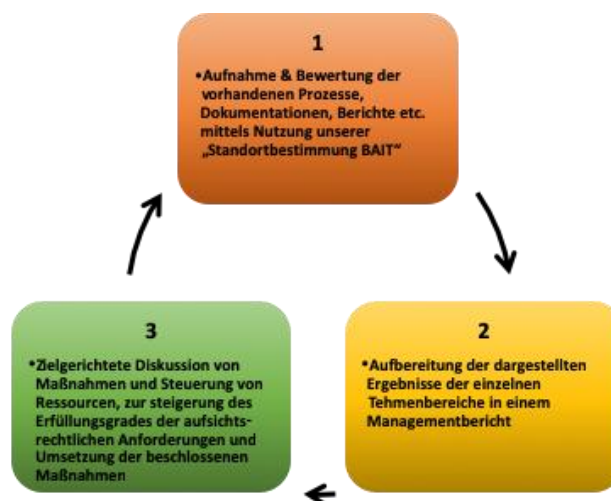 1
•Aufnahme & Bewertung der
vorhandenen Prozesse,
Dokumentationen, Berichte etc.
mittels Nutzung unserer
„Standortbestimmung BAIT“
2
•Aufbereitung der dargestellten
Ergebnisse der einzelnen
Tehmenbereiche in einem
Managementbericht
3
•Zielgerichtete Diskussion von
Maßnahmen und Steuerung von
Ressourcen, zur steigerung des
Erfüllungsgrades der aufsichts-
rechtlichen Anforderungen und
Umsetzung der beschlossenen
Maßnahmen